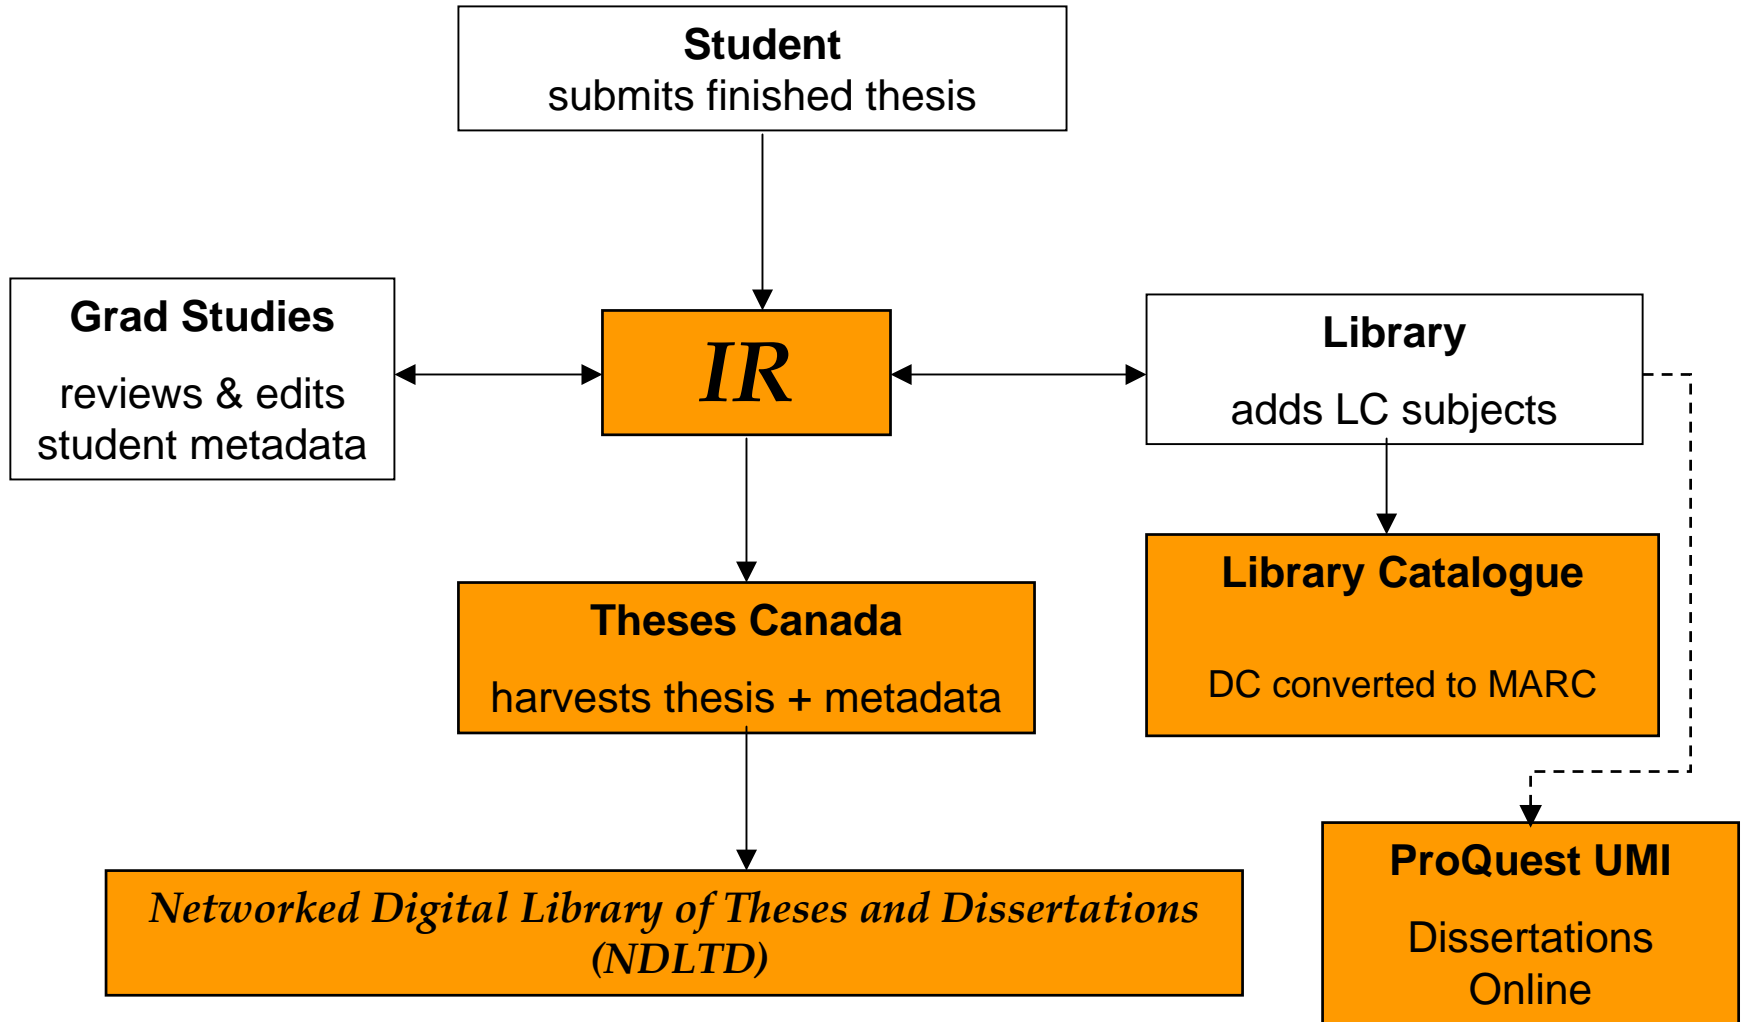 Student
submits finished thesis
Grad Studies
reviews & edits
student metadata
IR
Library
adds LC subjects
Theses Canada
harvests thesis + metadata
Library Catalogue
DC converted to MARC
Networked Digital Library of Theses and Dissertations
(NDLTD)
ProQuest UMI
Dissertations
Online